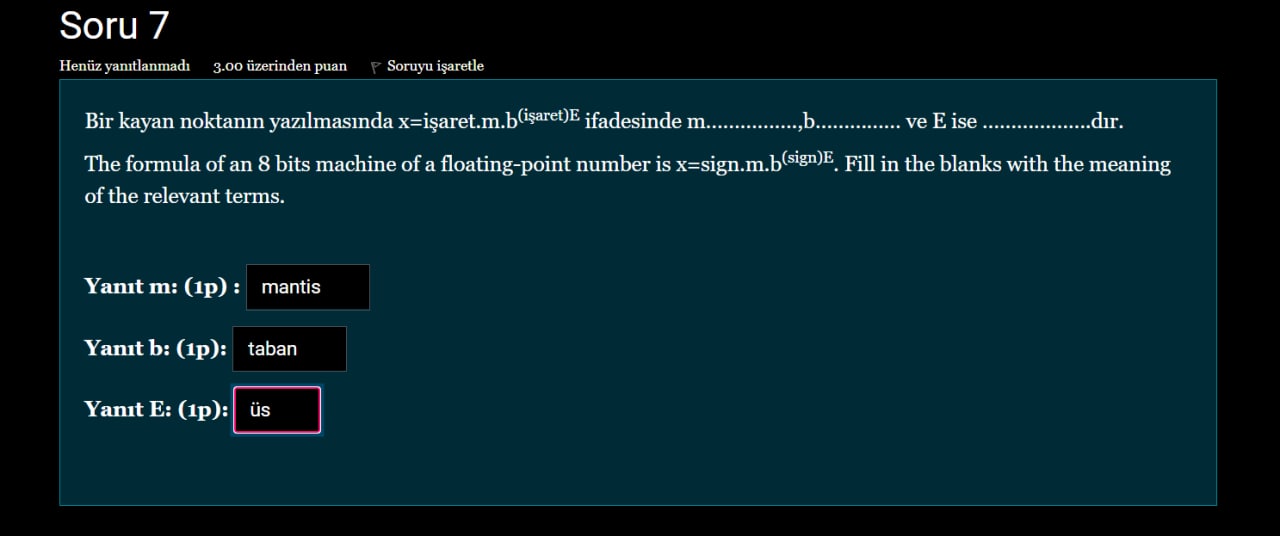 Soru 7
Henüz yanıtlanmadı 3.00 üzerinden puan Soruyu işaretle
Bir kayan noktanın yazılmasında x=işaret.m.b(işaret)E ifadesinde m................,b............... ve E ise ...................dır.
The formula of an 8 bits machine of a floating-point number is x=sign.m.b(sign)E. Fill in the blanks with the meaning
of the relevant terms.
Yanıt m: (1p) : mantis
Yanıt b: (1p): taban
Yanıt E: (1p): üs